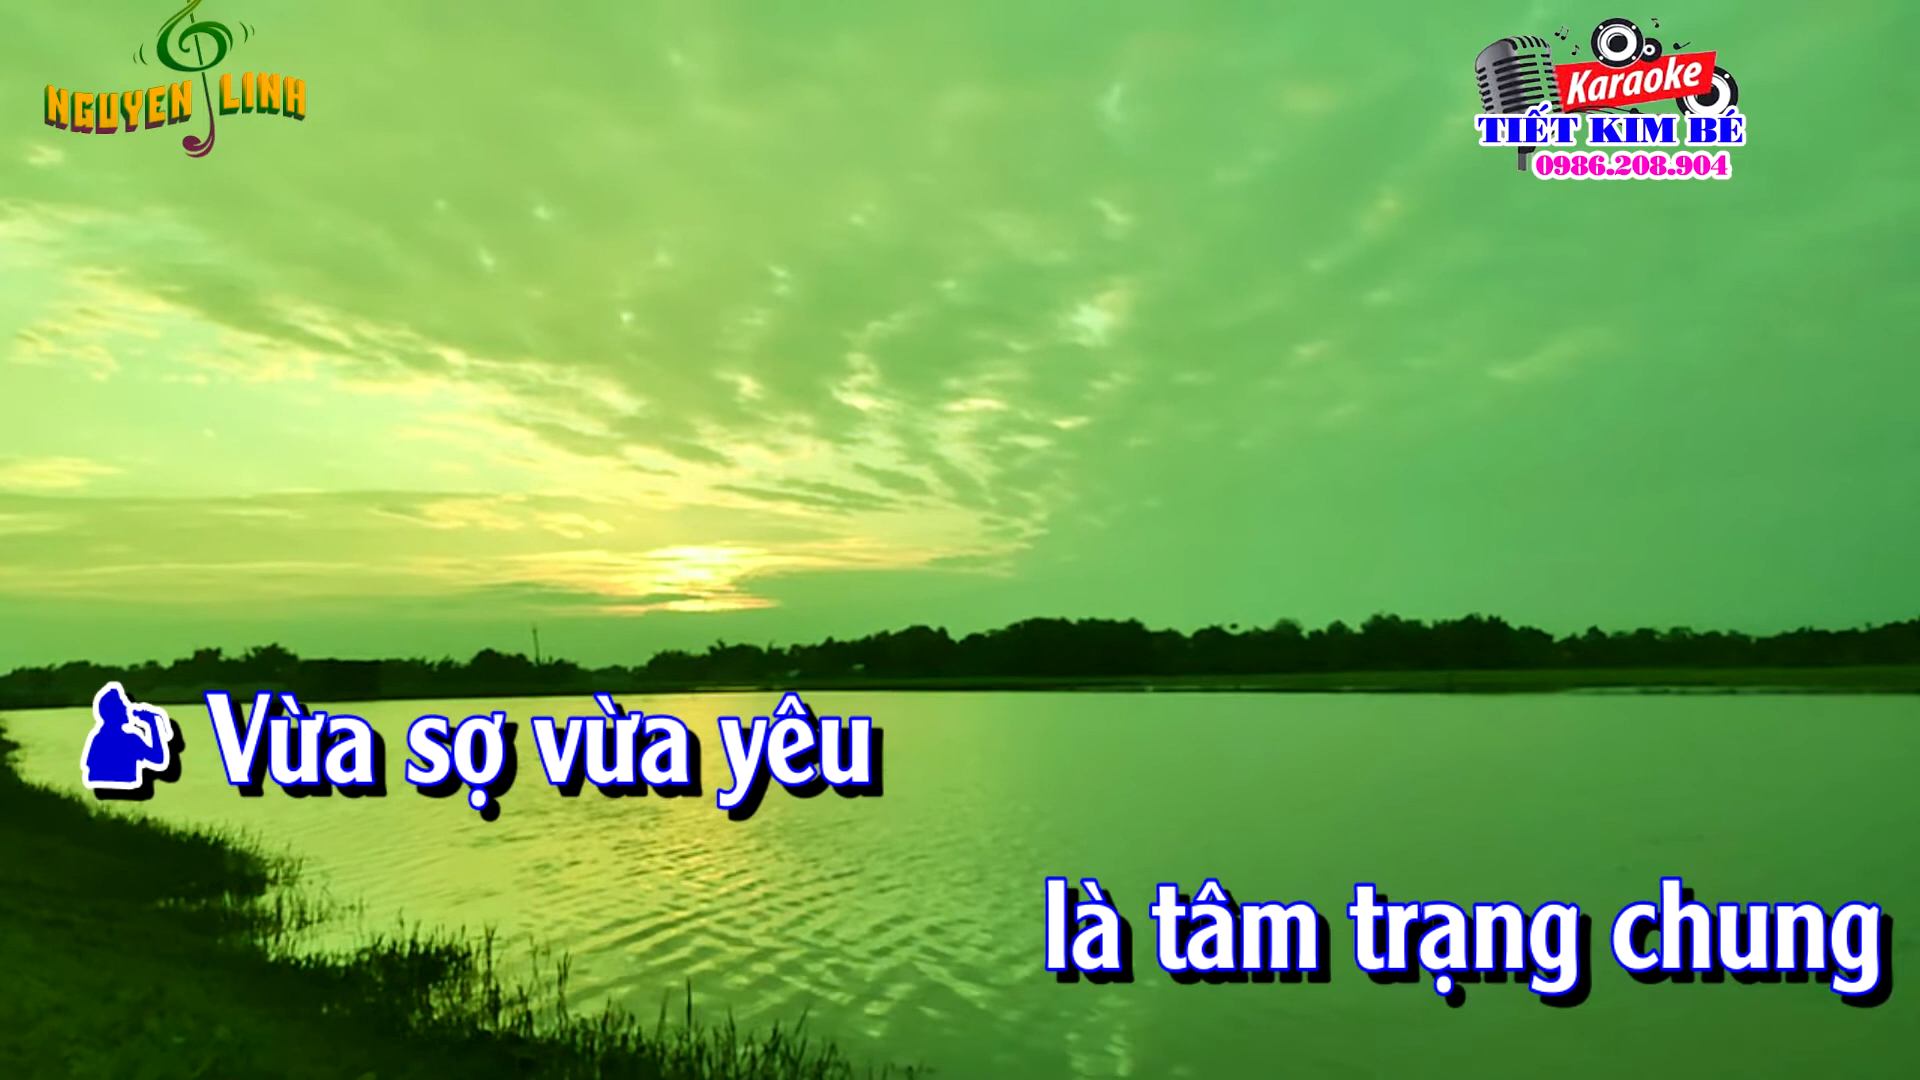 NGUYEN LINH
Karaoke
TIẾT KIM BÉ
0986.208.904
Vừa sợ vừa yêu
là tâm trạng chung